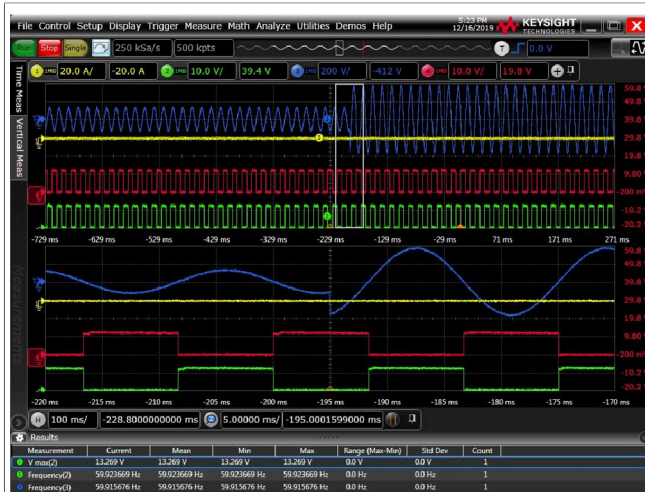 File Control Setup Display Trigger Measure Math Analyze Utilities Demos Help
5:23 PM
12/16/2019
KEYSIGHT
TECHNOLOGIES
Run Stop Single 250 kSa/s 500 kpts T 0.0 V
1 20.0 A/ -20.0 A 2 10.0 V/ 39.4 V 3 200 V/ -412 V 4 10.0 V/ 19.8 V
Time Meas
Vertical Meas
Measurements
59.8
49.8
39.8
29.8
19.8
9.80
-200 m
-10.2
-20.2
-729 ms -629 ms -529 ms -429 ms -329 ms -229 ms -129 ms -29 ms 71 ms 171 ms 271 ms
59.8
49.8
39.8
29.8
19.8
9.80
-200 m
-10.2
-20.2
-220 ms -215 ms -210 ms -205 ms -200 ms -195 ms -190 ms -185 ms -180 ms -175 ms -170 ms
H 100 ms/ -228.8000000000 ms 5.00000 ms/ -195.0001599000 ms
Results
Measurement Current Mean Min Max Range (Max-Min) Std Dev Count
V max(2) 13.269 V 13.269 V 13.269 V 13.269 V 0.0 V 0.0 V 1
Frequency(2) 59.923669 Hz 59.923669 Hz 59.923669 Hz 59.923669 Hz 0.0 Hz 0.0 Hz 1
Frequency(3) 59.915676 Hz 59.915676 Hz 59.915676 Hz 59.915676 Hz 0.0 Hz 0.0 Hz 1